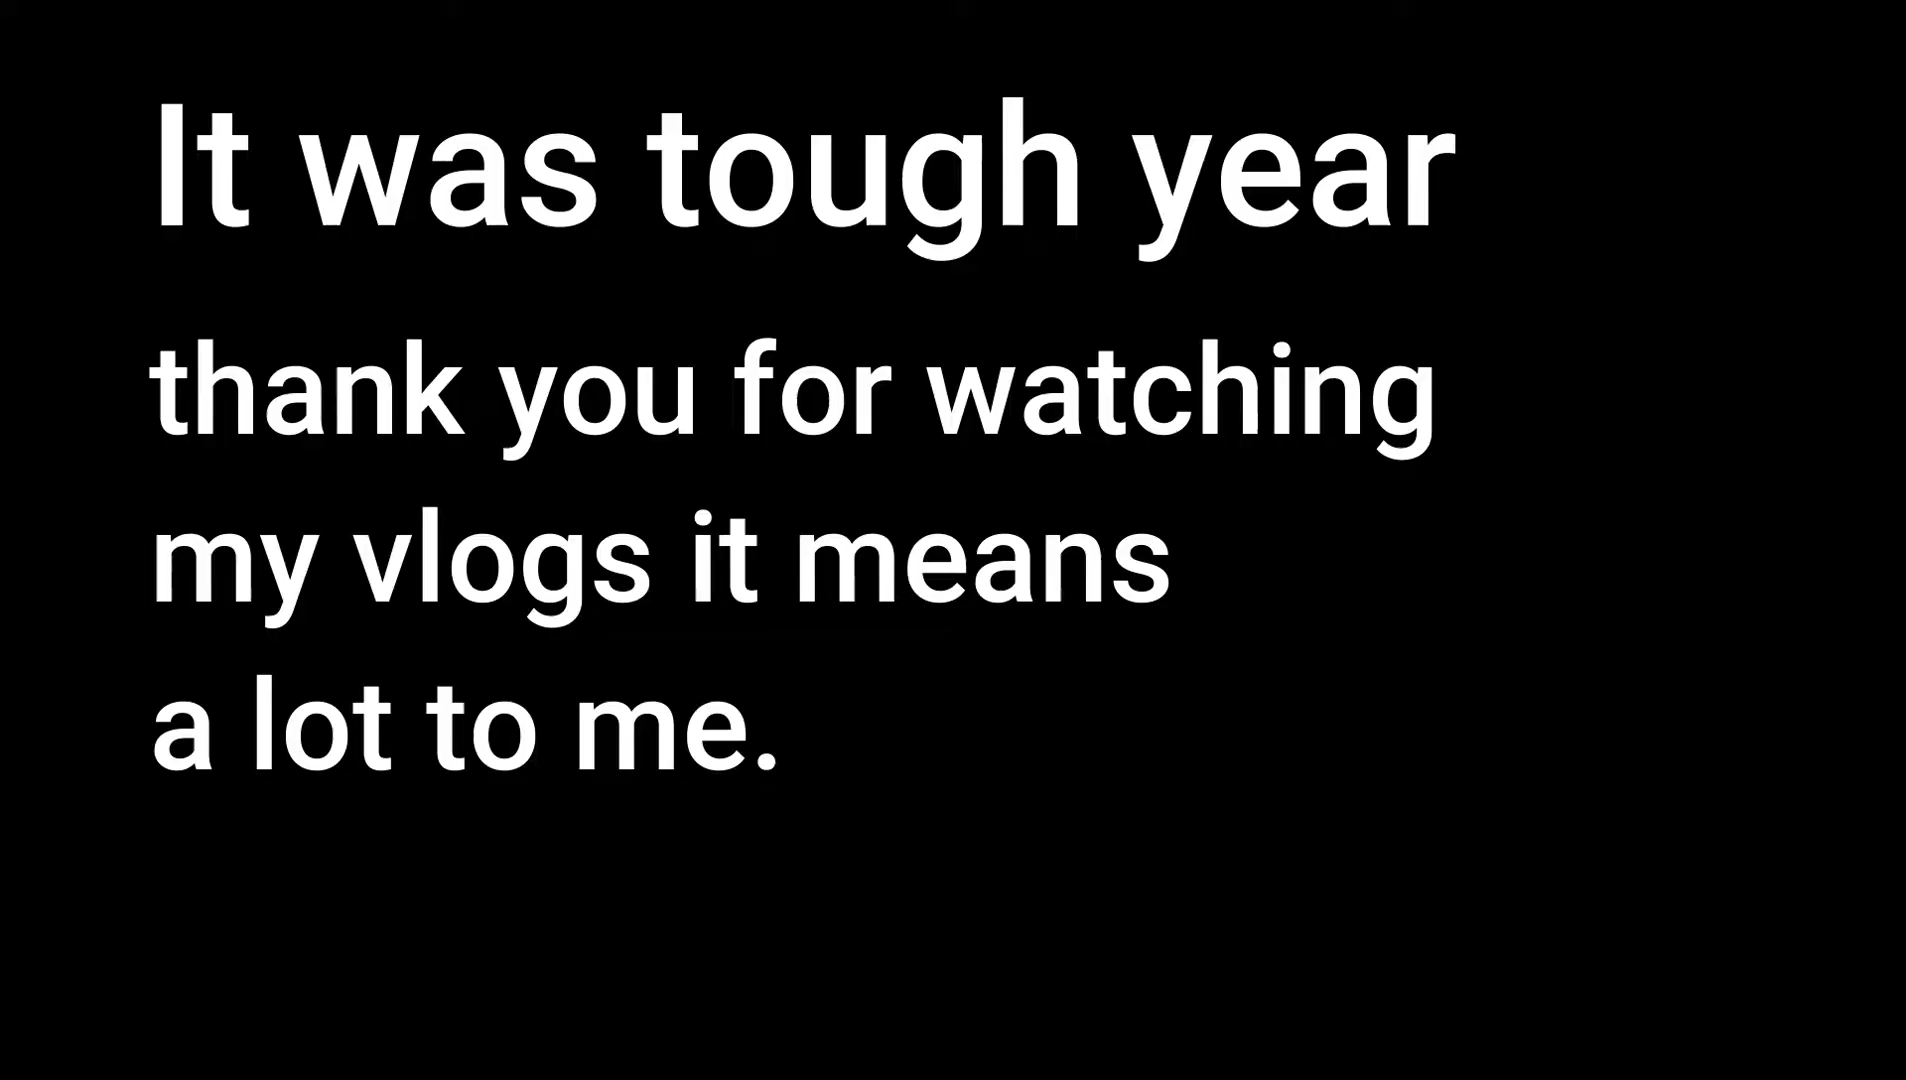 It was tough year
thank you for watching
my vlogs it means
a lot to me.